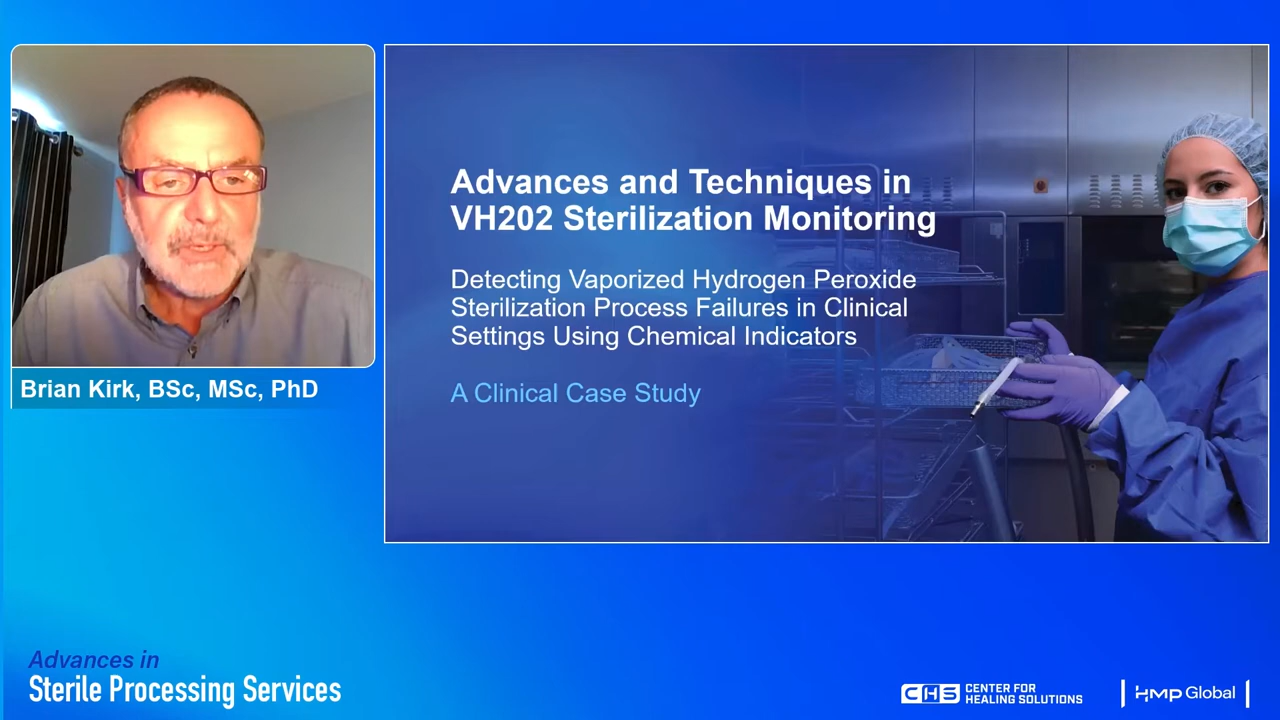 Advances and Techniques in
VH202 Sterilization Monitoring
Detecting Vaporized Hydrogen Peroxide
Sterilization Process Failures in Clinical
Settings Using Chemical Indicators
A Clinical Case Study
Brian Kirk, BSc, MSc, PhD
Advances in
Sterile Processing Services
CHS
CENTER FOR
HEALING SOLUTIONS
HMP Global